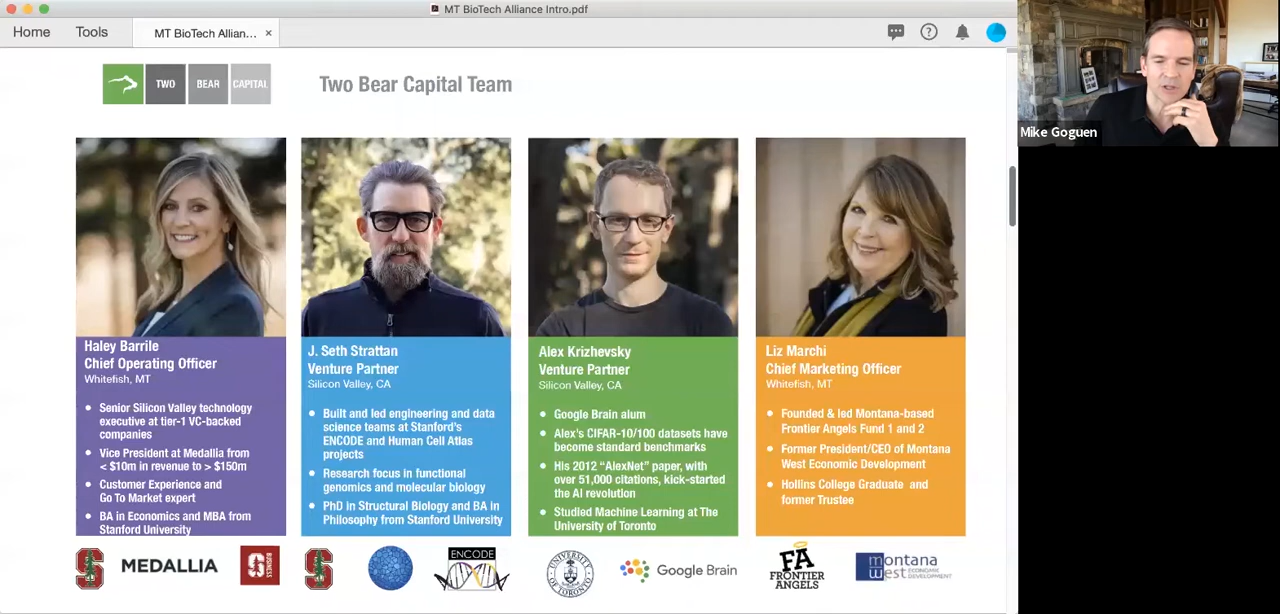 MT BioTech Alliance Intro.pdf
Home
Tools
MT BioTech Allian... ×
TWO BEAR CAPITAL
Two Bear Capital Team
Mike Goguen
Haley Barrile
Chief Operating Officer
Whitefish, MT
• Senior Silicon Valley technology
executive at tier-1 VC-backed
companies
• Vice President at Medallia from
< $10m in revenue to > $150m
• Customer Experience and
Go To Market expert
• BA in Economics and MBA from
Stanford University
J. Seth Strattan
Venture Partner
Silicon Valley, CA
• Built and led engineering and data
science teams at Stanford's
ENCODE and Human Cell Atlas
projects
• Research focus in functional
genomics and molecular biology
• PhD in Structural Biology and BA in
Philosophy from Stanford University
Alex Krizhevsky
Venture Partner
Silicon Valley, CA
• Google Brain alum
• Alex's CIFAR-10/100 datasets have
become standard benchmarks
• His 2012 "AlexNet" paper, with
over 51,000 citations, kick-started
the AI revolution
• Studied Machine Learning at The
University of Toronto
Liz Marchi
Chief Marketing Officer
Whitefish, MT
• Founded & led Montana-based
Frontier Angels Fund 1 and 2
• Former President/CEO of Montana
West Economic Development
• Hollins College Graduate and
former Trustee
MEDALLIA
S BUSINESS
ENCODE
UNIVERSITY OF TORONTO
Google Brain
FA
FRONTIER
ANGELS
montana
west ECONOMIC
DEVELOPMENT